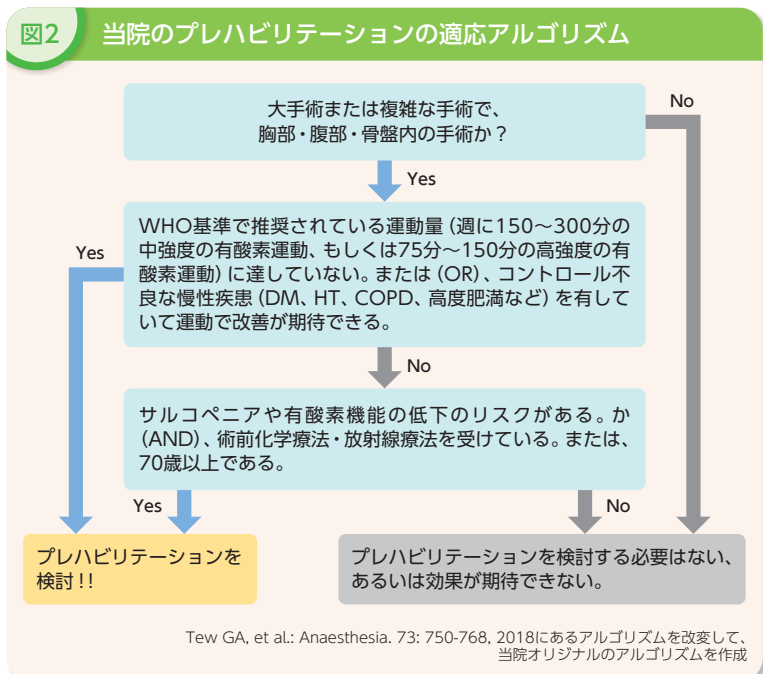 図2 当院のプレハビリテーションの適応アルゴリズム
大手術または複雑な手術で、
胸部・腹部・骨盤内の手術か？
No
Yes
WHO基準で推奨されている運動量（週に150～300分の
中強度の有酸素運動、もしくは75分～150分の高強度の有
酸素運動）に達していない。または（OR）、コントロール不
良な慢性疾患（DM、HT、COPD、高度肥満など）を有して
いて運動で改善が期待できる。
Yes
No
サルコペニアや有酸素機能の低下のリスクがある。か
（AND）、術前化学療法・放射線療法を受けている。または、
70歳以上である。
Yes
No
プレハビリテーションを
検討!!
プレハビリテーションを検討する必要はない、
あるいは効果が期待できない。
Tew GA, et al.: Anaesthesia. 73: 750-768, 2018にあるアルゴリズムを改変して、
当院オリジナルのアルゴリズムを作成